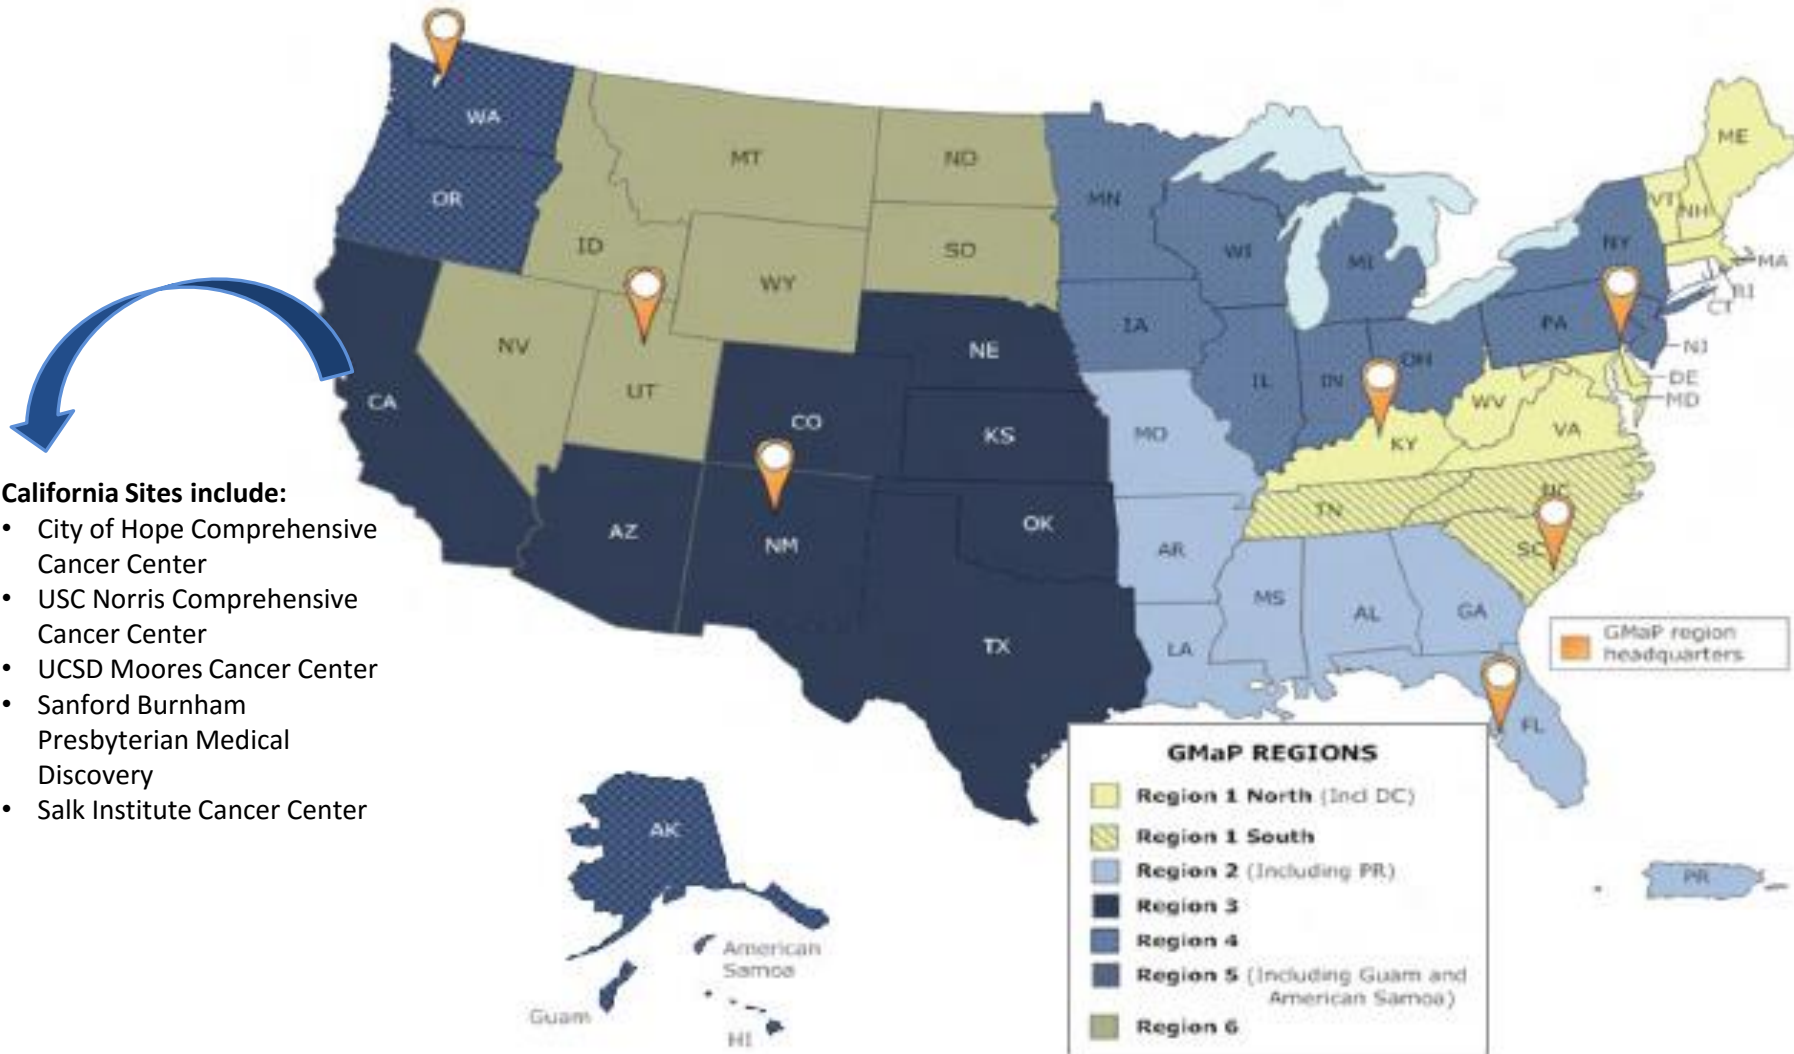 WA
OR
CA
ID
MT
ND
SD
WY
NV
UT
NE
CO
KS
AZ
NM
OK
TX
MN
IA
WI
MI
IL
IN
OH
MO
AR
LA
MS
AL
GA
FL
TN
NC
SC
KY
WV
VA
PA
NY
VT
NH
ME
MA
RI
CT
NJ
DE
MD
AK
American
Samoa
Guam
HI
PR
California Sites include:
• City of Hope Comprehensive
Cancer Center
• USC Norris Comprehensive
Cancer Center
• UCSD Moores Cancer Center
• Sanford Burnham
Presbyterian Medical
Discovery
• Salk Institute Cancer Center
GMaP region
headquarters
GMaP REGIONS
Region 1 North (Incl DC)
Region 1 South
Region 2 (Including PR)
Region 3
Region 4
Region 5 (Including Guam and
American Samoa)
Region 6